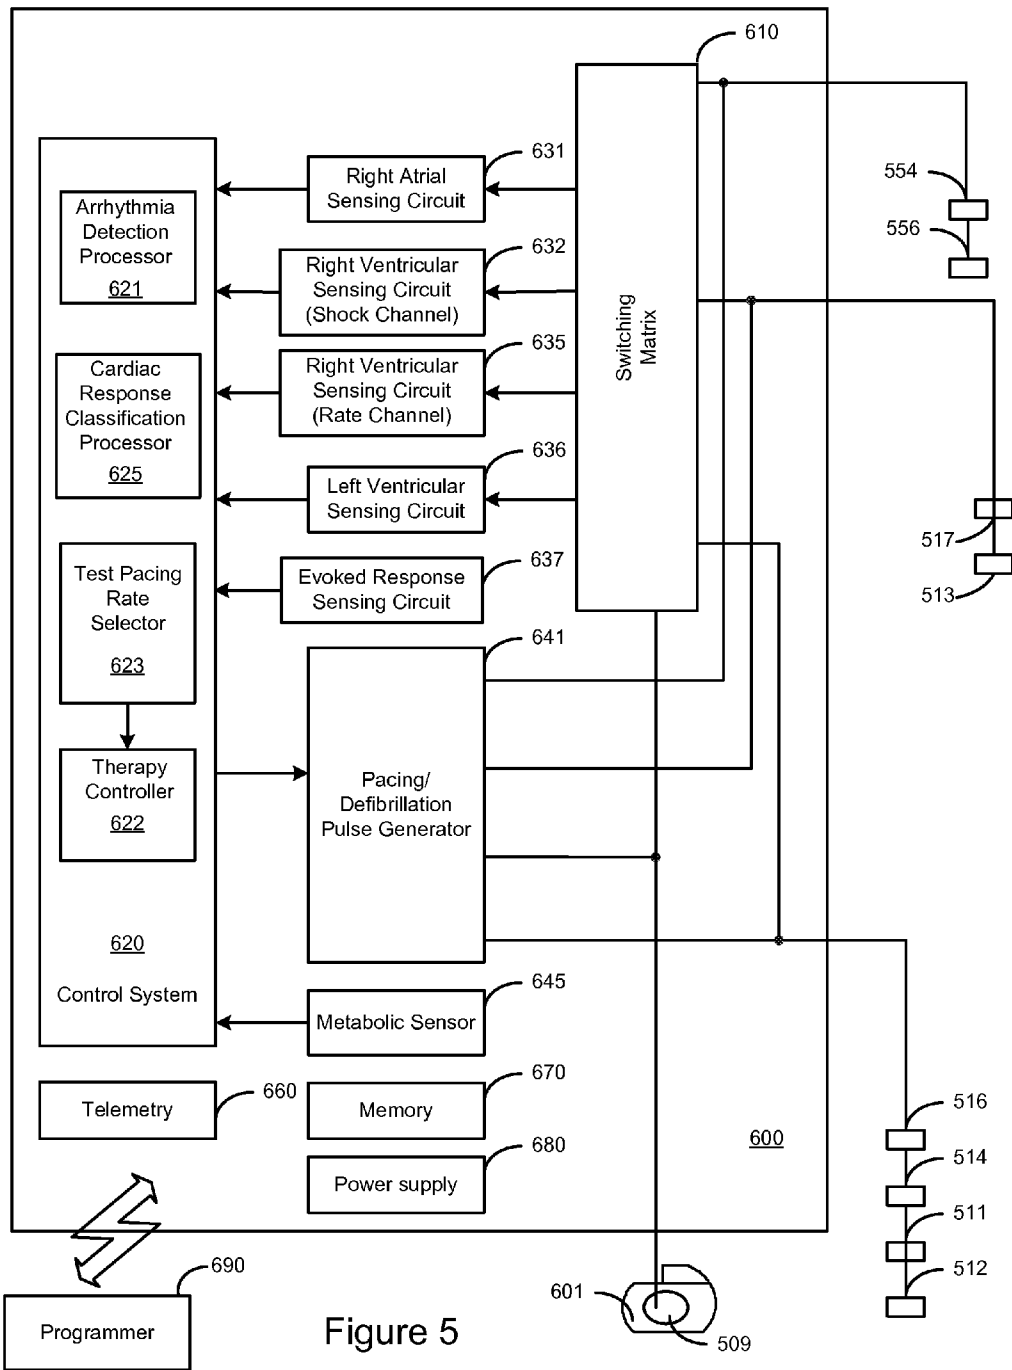 610
631
Right Atrial
Sensing Circuit
554
556
Arrhythmia
Detection
Processor
621
632
Right Ventricular
Sensing Circuit
(Shock Channel)
Switching
Matrix
635
Right Ventricular
Sensing Circuit
(Rate Channel)
Cardiac
Response
Classification
Processor
625
636
Left Ventricular
Sensing Circuit
517
513
637
Evoked Response
Sensing Circuit
Test Pacing
Rate
Selector
623
641
Pacing/
Defibrillation
Pulse Generator
Therapy
Controller
622
620
Control System
645
Metabolic Sensor
Telemetry
660
670
Memory
680
Power supply
600
516
514
511
512
690
Programmer
Figure 5
601
509